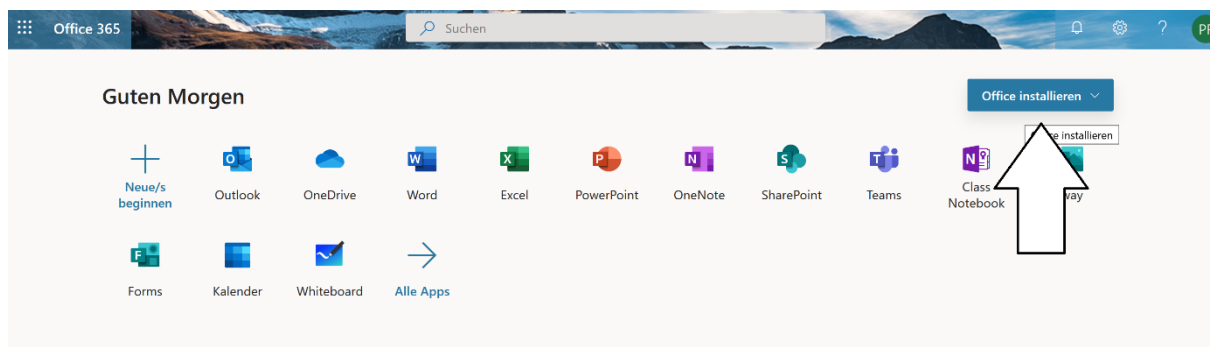 Office 365
Suchen
PF
Guten Morgen
Office installieren
installieren
Neue/s
beginnen
Outlook
OneDrive
Word
Excel
PowerPoint
OneNote
SharePoint
Teams
Class
Notebook
Forms
Kalender
Whiteboard
Alle Apps